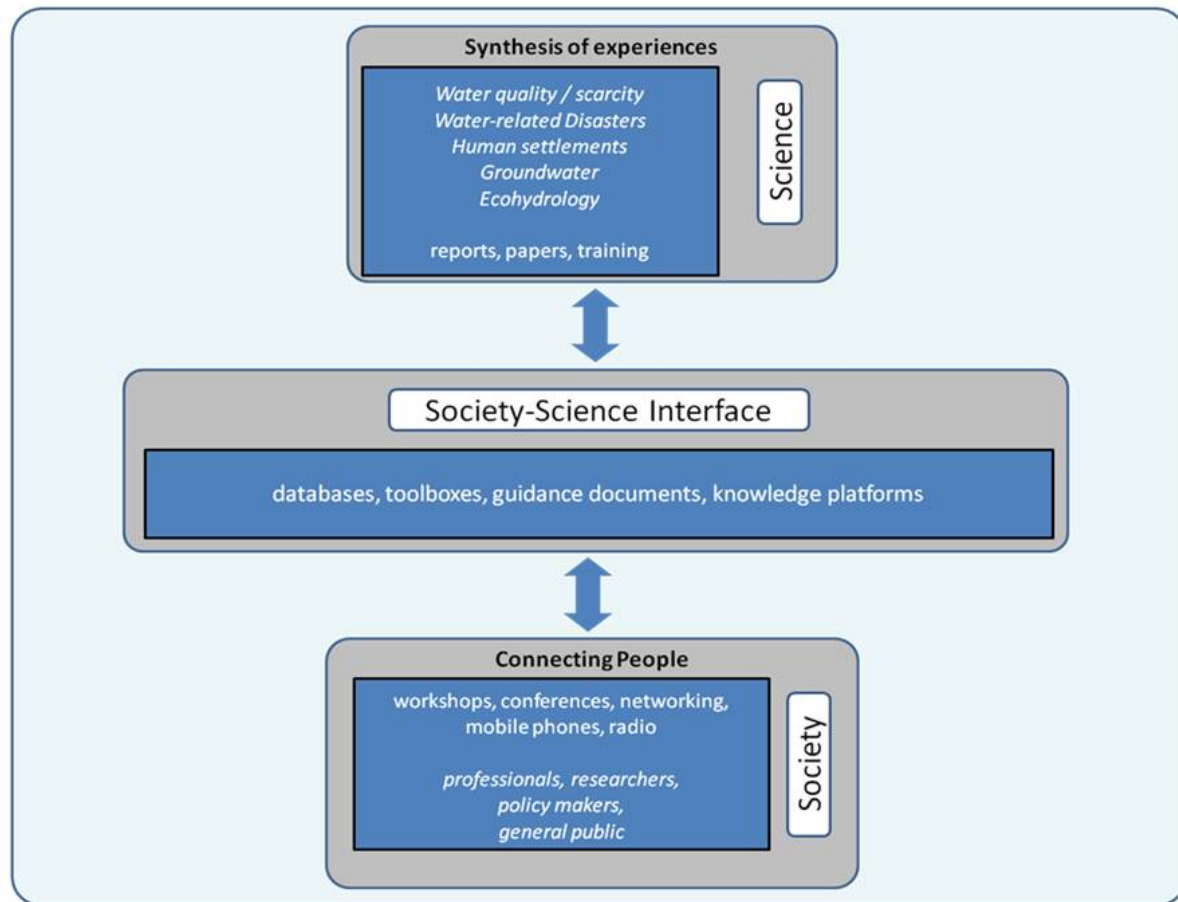 Synthesis of experiences
Water quality / scarcity
Water-related Disasters
Human settlements
Groundwater
Ecohydrology
reports, papers, training
Science
Society-Science Interface
databases, toolboxes, guidance documents, knowledge platforms
Connecting People
workshops, conferences, networking,
mobile phones, radio
professionals, researchers,
policy makers,
general public
Society